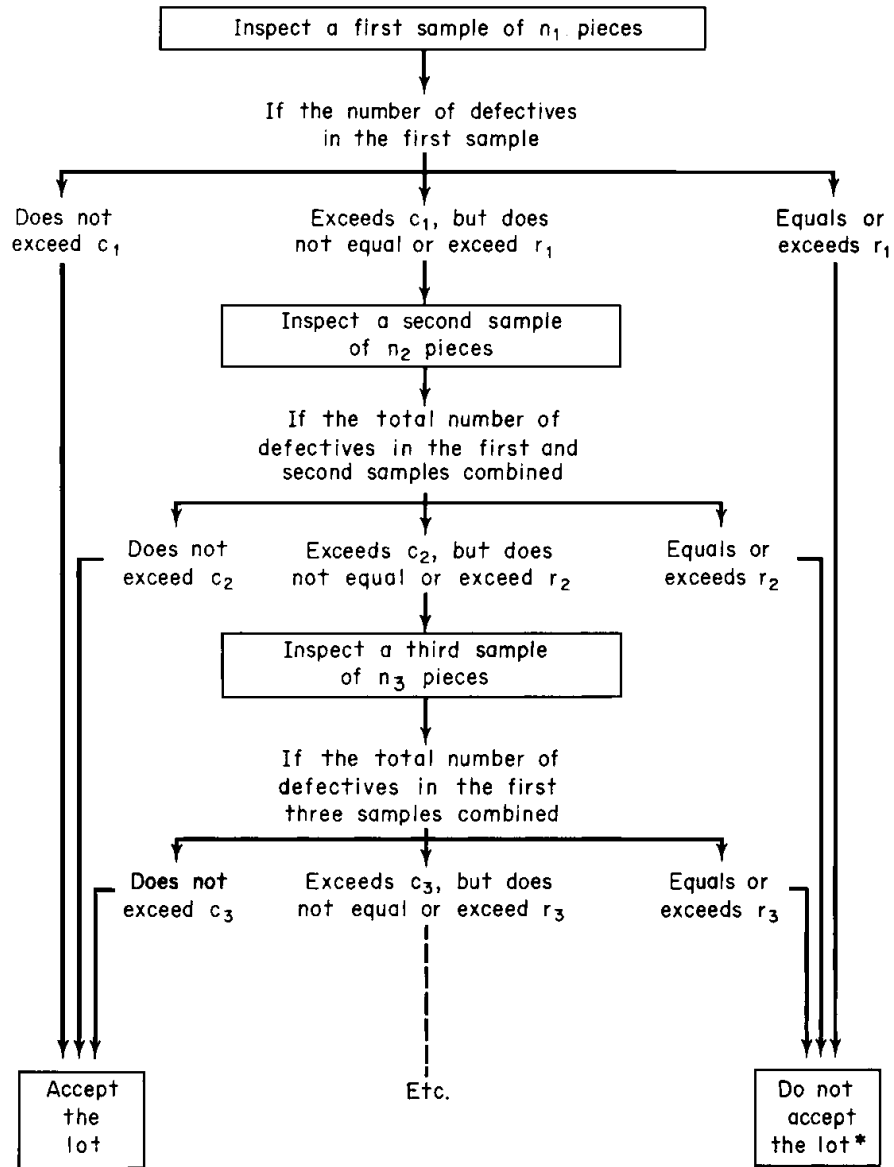 Inspect a first sample of n₁ pieces
If the number of defectives
in the first sample
Does not
exceed c₁
Exceeds c₁, but does
not equal or exceed r₁
Equals or
exceeds r₁
Inspect a second sample
of n₂ pieces
If the total number of
defectives in the first and
second samples combined
Does not
exceed c₂
Exceeds c₂, but does
not equal or exceed r₂
Equals or
exceeds r₂
Inspect a third sample
of n₃ pieces
If the total number of
defectives in the first
three samples combined
Does not
exceed c₃
Exceeds c₃, but does
not equal or exceed r₃
Equals or
exceeds r₃
Accept
the
lot
Etc.
Do not
accept
the lot*